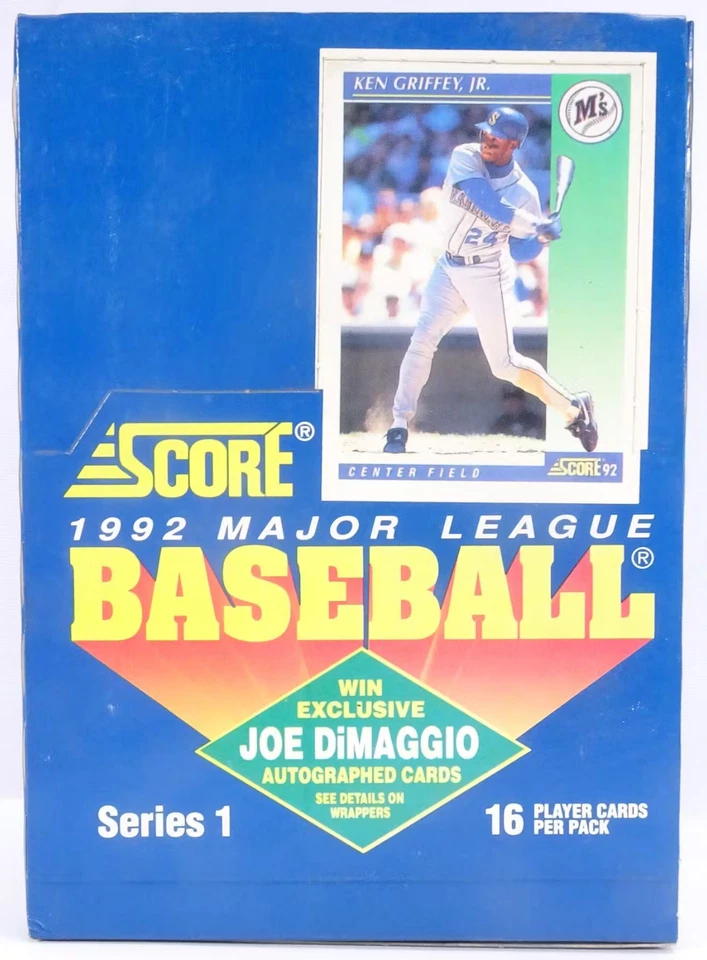 KEN GRIFFEY, JR.
M's
S
24
CENTER FIELD
SCORE 92
SCORE®
1992 MAJOR LEAGUE
BASEBALL®
WIN
EXCLUSIVE
JOE DiMAGGIO
AUTOGRAPHED CARDS
SEE DETAILS ON
WRAPPERS
Series 1
16 PLAYER CARDS
PER PACK